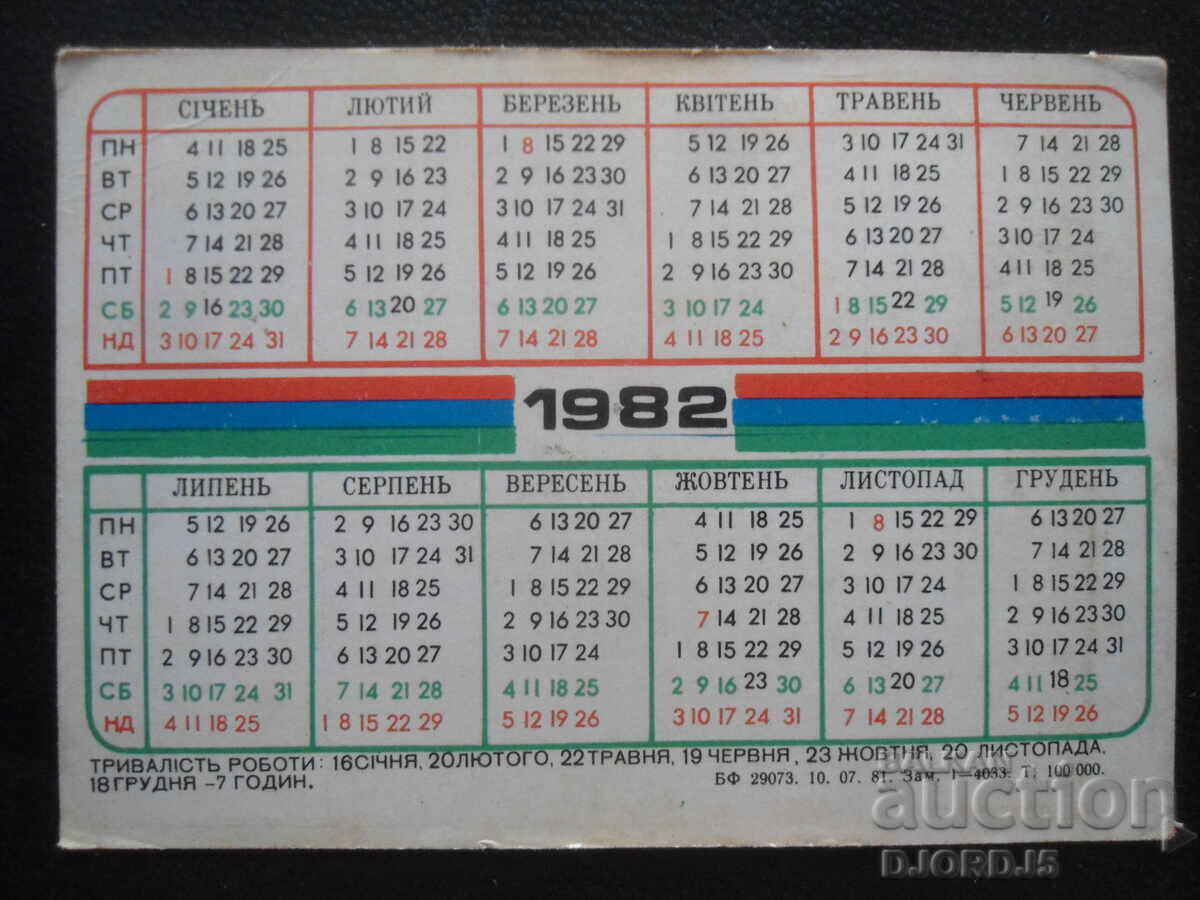 СІЧЕНЬ ЛЮТИЙ БЕРЕЗЕНЬ КВІТЕНЬ ТРАВЕНЬ ЧЕРВЕНЬ
ПН 4 11 18 25 1 8 15 22 1 8 15 22 29 5 12 19 26 3 10 17 24 31 7 14 21 28
ВТ 5 12 19 26 2 9 16 23 2 9 16 23 30 6 13 20 27 4 11 18 25 1 8 15 22 29
СР 6 13 20 27 3 10 17 24 3 10 17 24 31 7 14 21 28 5 12 19 26 2 9 16 23 30
ЧТ 7 14 21 28 4 11 18 25 4 11 18 25 1 8 15 22 29 6 13 20 27 3 10 17 24
ПТ 1 8 15 22 29 5 12 19 26 5 12 19 26 2 9 16 23 30 7 14 21 28 4 11 18 25
СБ 2 9 16 23 30 6 13 20 27 6 13 20 27 3 10 17 24 1 8 15 22 29 5 12 19 26
НД 3 10 17 24 31 7 14 21 28 7 14 21 28 4 11 18 25 2 9 16 23 30 6 13 20 27
1982
ЛИПЕНЬ СЕРПЕНЬ ВЕРЕСЕНЬ ЖОВТЕНЬ ЛИСТОПАД ГРУДЕНЬ
ПН 5 12 19 26 2 9 16 23 30 6 13 20 27 4 11 18 25 1 8 15 22 29 6 13 20 27
ВТ 6 13 20 27 3 10 17 24 31 7 14 21 28 5 12 19 26 2 9 16 23 30 7 14 21 28
СР 7 14 21 28 4 11 18 25 1 8 15 22 29 6 13 20 27 3 10 17 24 1 8 15 22 29
ЧТ 1 8 15 22 29 5 12 19 26 2 9 16 23 30 7 14 21 28 4 11 18 25 2 9 16 23 30
ПТ 2 9 16 23 30 6 13 20 27 3 10 17 24 1 8 15 22 29 5 12 19 26 3 10 17 24 31
СБ 3 10 17 24 31 7 14 21 28 4 11 18 25 2 9 16 23 30 6 13 20 27 4 11 18 25
НД 4 11 18 25 1 8 15 22 29 5 12 19 26 3 10 17 24 31 7 14 21 28 5 12 19 26
ТРИВАЛІСТЬ РОБОТИ: 16 СІЧНЯ, 20 ЛЮТОГО, 22 ТРАВНЯ, 19 ЧЕРВНЯ, 23 ЖОВТНЯ, 20 ЛИСТОПАДА.
18 ГРУДНЯ -7 ГОДИН.
БФ 29073. 10. 07. 81. Зам. 1—4033. Т. 100 000.
BALKAN
auction
DJORDJ5